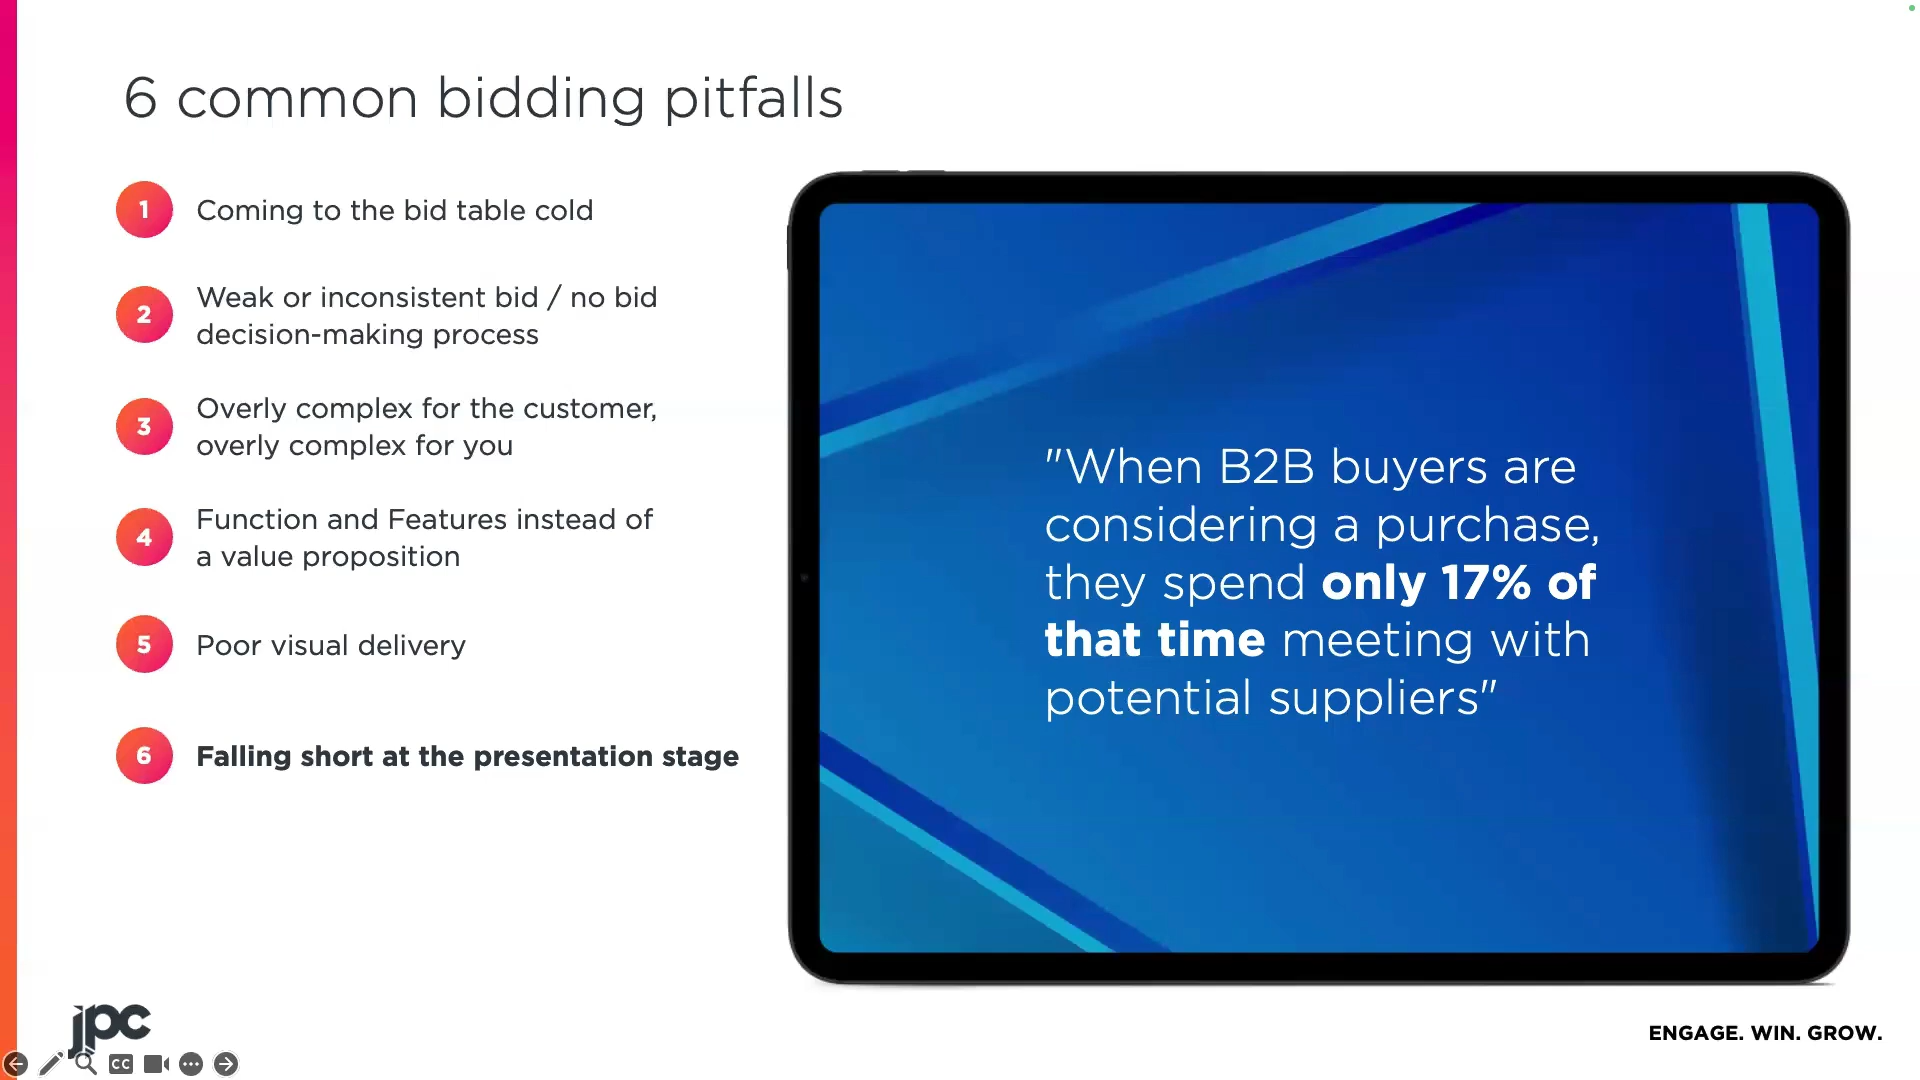 6 common bidding pitfalls
1 Coming to the bid table cold
2 Weak or inconsistent bid / no bid
decision-making process
3 Overly complex for the customer,
overly complex for you
4 Function and Features instead of
a value proposition
5 Poor visual delivery
6 Falling short at the presentation stage
"When B2B buyers are
considering a purchase,
they spend only 17% of
that time meeting with
potential suppliers"
jpc
CC
ENGAGE. WIN. GROW.